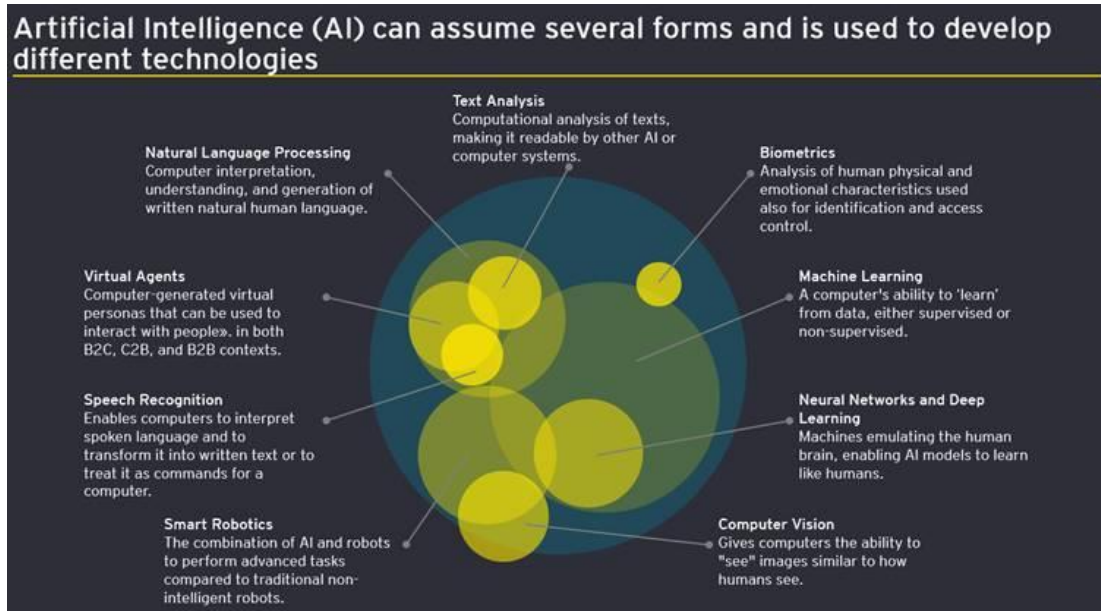 Artificial Intelligence (AI) can assume several forms and is used to develop
different technologies
Text Analysis
Computational analysis of texts,
making it readable by other AI or
computer systems.
Natural Language Processing
Computer interpretation,
understanding, and generation of
written natural human language.
Biometrics
Analysis of human physical and
emotional characteristics used
also for identification and access
control.
Virtual Agents
Computer-generated virtual
personas that can be used to
interact with people». in both
B2C, C2B, and B2B contexts.
Machine Learning
A computer's ability to ‘learn’
from data, either supervised or
non-supervised.
Speech Recognition
Enables computers to interpret
spoken language and to
transform it into written text or to
treat it as commands for a
computer.
Neural Networks and Deep
Learning
Machines emulating the human
brain, enabling AI models to learn
like humans.
Smart Robotics
The combination of AI and robots
to perform advanced tasks
compared to traditional non-
intelligent robots.
Computer Vision
Gives computers the ability to
"see" images similar to how
humans see.